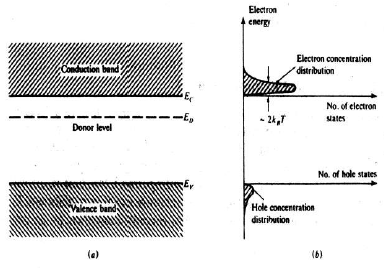 Conduction band
E_C
E_D
Donor level
E_V
Valence band
(a)
Electron
energy
Electron concentration
distribution
No. of electron
states
~ 2k_BT
No. of hole states
Hole concentration
distribution
(b)